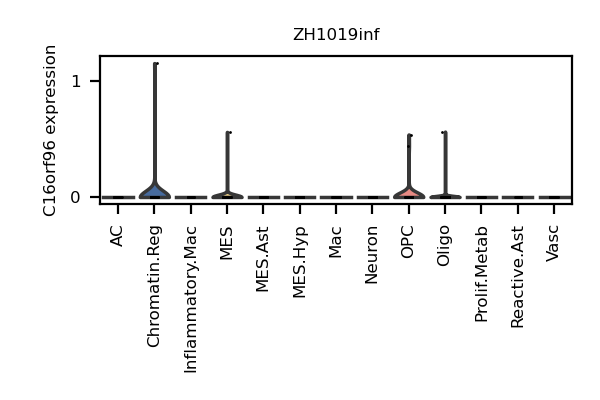 ZH1019inf
C16orf96 expression
1
0
AC
Chromatin.Reg
Inflammatory.Mac
MES
MES.Ast
MES.Hyp
Mac
Neuron
OPC
Oligo
Prolif.Metab
Reactive.Ast
Vasc